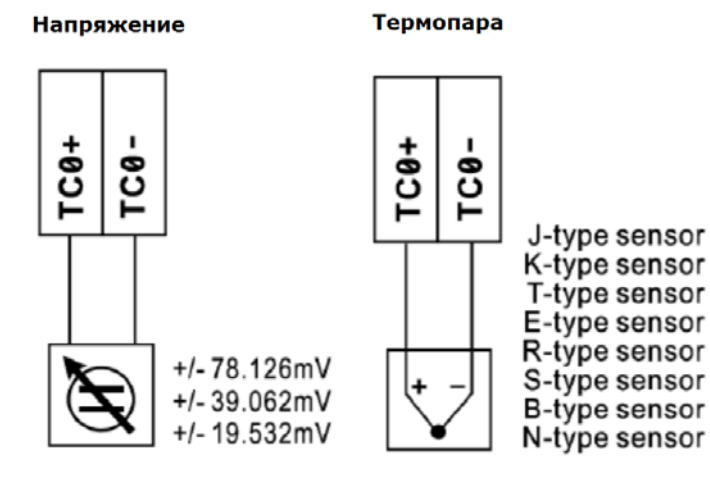 Напряжение
TC0+
TC0-
+/- 78.126mV
+/- 39.062mV
+/- 19.532mV
Термопара
TC0+
TC0-
+ −
J-type sensor
K-type sensor
T-type sensor
E-type sensor
R-type sensor
S-type sensor
B-type sensor
N-type sensor